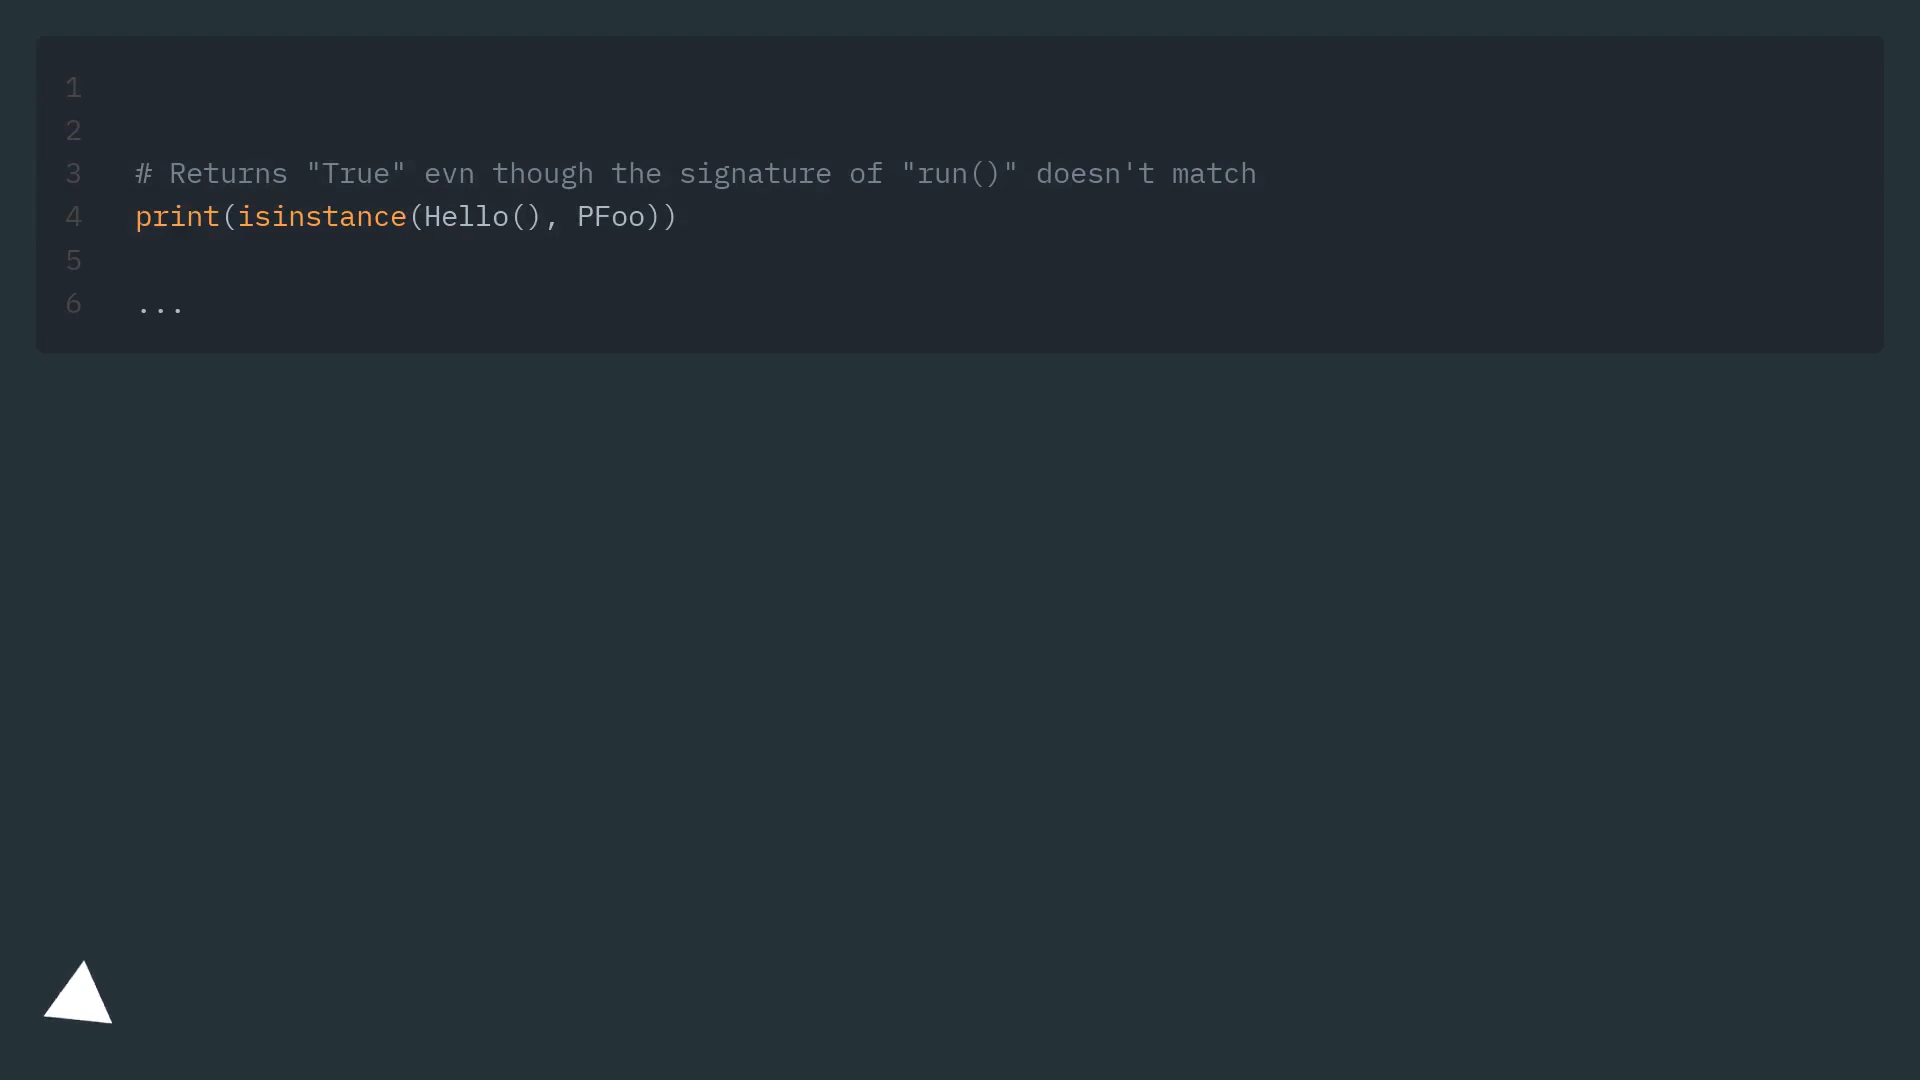 1
2
3 # Returns "True" evn though the signature of "run()" doesn't match
4 print(isinstance(Hello(), PFoo))
5
6 ...